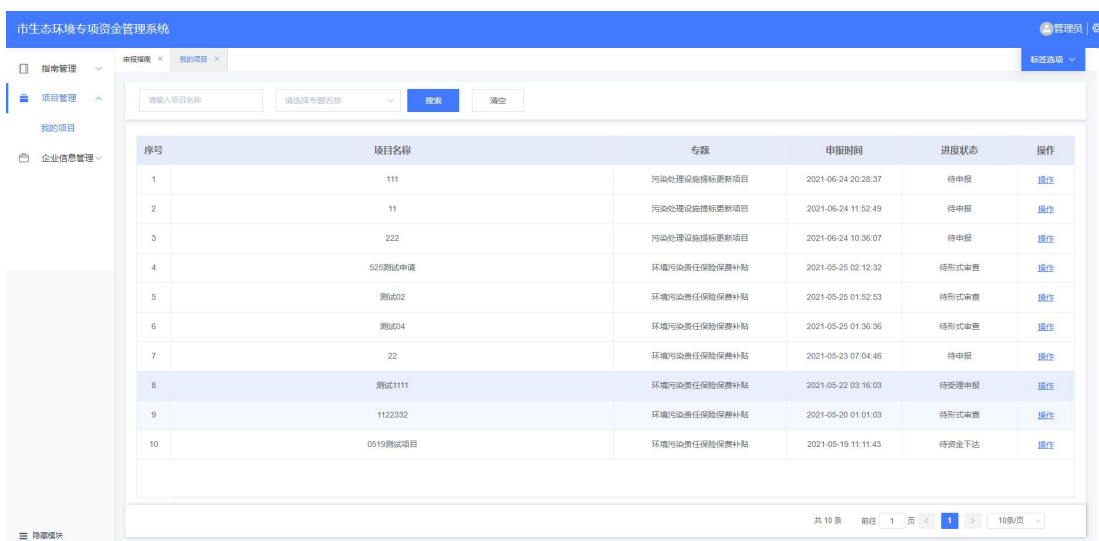 市生态环境专项资金管理系统
管理员
指南管理
申报指南 × 我的项目 ×
标签选项
项目管理
请输入项目名称 请选择专题名称 搜索 清空
我的项目
企业信息管理
序号 项目名称 专题 申报时间 进度状态 操作
1 111 污染处理设施提标更新项目 2021-06-24 20:28:37 待申报 操作
2 11 污染处理设施提标更新项目 2021-06-24 11:52:49 待申报 操作
3 222 污染处理设施提标更新项目 2021-06-24 10:36:07 待申报 操作
4 525测试申请 环境污染责任保险保费补贴 2021-05-25 02:12:32 待形式审查 操作
5 测试02 环境污染责任保险保费补贴 2021-05-25 01:52:53 待形式审查 操作
6 测试04 环境污染责任保险保费补贴 2021-05-25 01:36:36 待形式审查 操作
7 22 环境污染责任保险保费补贴 2021-05-23 07:04:46 待申报 操作
8 测试1111 环境污染责任保险保费补贴 2021-05-22 03:16:03 待受理申报 操作
9 1122332 环境污染责任保险保费补贴 2021-05-20 01:01:03 待形式审查 操作
10 0519测试项目 环境污染责任保险保费补贴 2021-05-19 11:11:43 待资金下达 操作
共 10 条 前往 1 页 < 1 > 10条/页
隐藏模块